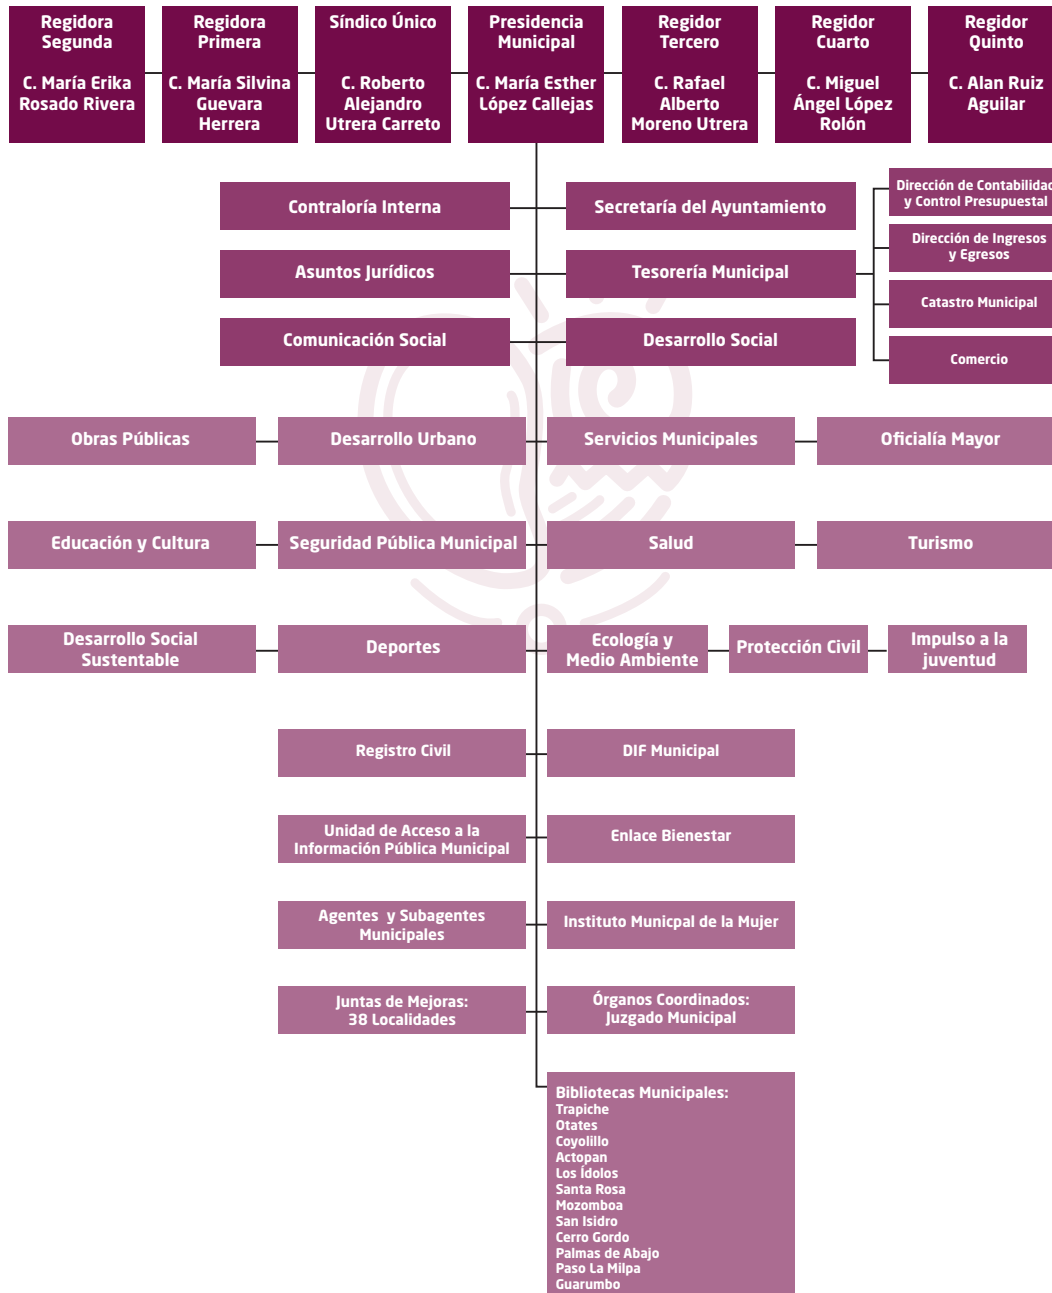 Regidora
Segunda
C. María Erika
Rosado Rivera
Regidora
Primera
C. María Silvina
Guevara
Herrera
Síndico Único
C. Roberto
Alejandro
Utrera Carreto
Presidencia
Municipal
C. María Esther
López Callejas
Regidor
Tercero
C. Rafael
Alberto
Moreno Utrera
Regidor
Cuarto
C. Miguel
Ángel López
Rolón
Regidor
Quinto
C. Alan Ruiz
Aguilar
Contraloría Interna
Secretaría del Ayuntamiento
Dirección de Contabilidad
y Control Presupuestal
Dirección de Ingresos
y Egresos
Asuntos Jurídicos
Tesorería Municipal
Catastro Municipal
Comunicación Social
Desarrollo Social
Comercio
Obras Públicas
Desarrollo Urbano
Servicios Municipales
Oficialía Mayor
Educación y Cultura
Seguridad Pública Municipal
Salud
Turismo
Desarrollo Social
Sustentable
Deportes
Ecología y
Medio Ambiente
Protección Civil
Impulso a la
juventud
Registro Civil
DIF Municipal
Unidad de Acceso a la
Información Pública Municipal
Enlace Bienestar
Agentes  y Subagentes
Municipales
Instituto Municpal de la Mujer
Juntas de Mejoras:
38 Localidades
Órganos Coordinados:
Juzgado Municipal
Bibliotecas Municipales:
Trapiche
Otates
Coyolillo
Actopan
Los Ídolos
Santa Rosa
Mozomboa
San Isidro
Cerro Gordo
Palmas de Abajo
Paso La Milpa
Guarumbo